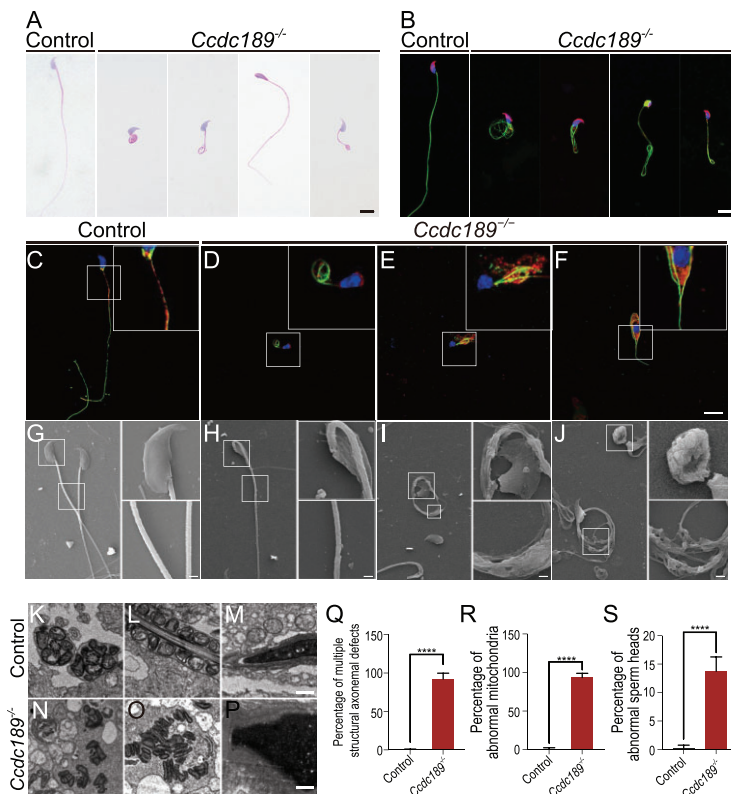 A
B
Control
Ccdc189-/-
Control
Ccdc189-/-
Control
Ccdc189-/-
C
D
E
F
G
H
I
J
Control
K
L
M
Ccdc189-/-
N
O
P
Q
Percentage of multiple
structural axonemal defects
150
100
50
0
****
Control
Ccdc189-/-
R
Percentage of
abnormal mitochondria
150
100
50
0
****
Control
Ccdc189-/-
S
Percentage of
abnormal sperm heads
20
15
10
5
0
****
Control
Ccdc189-/-